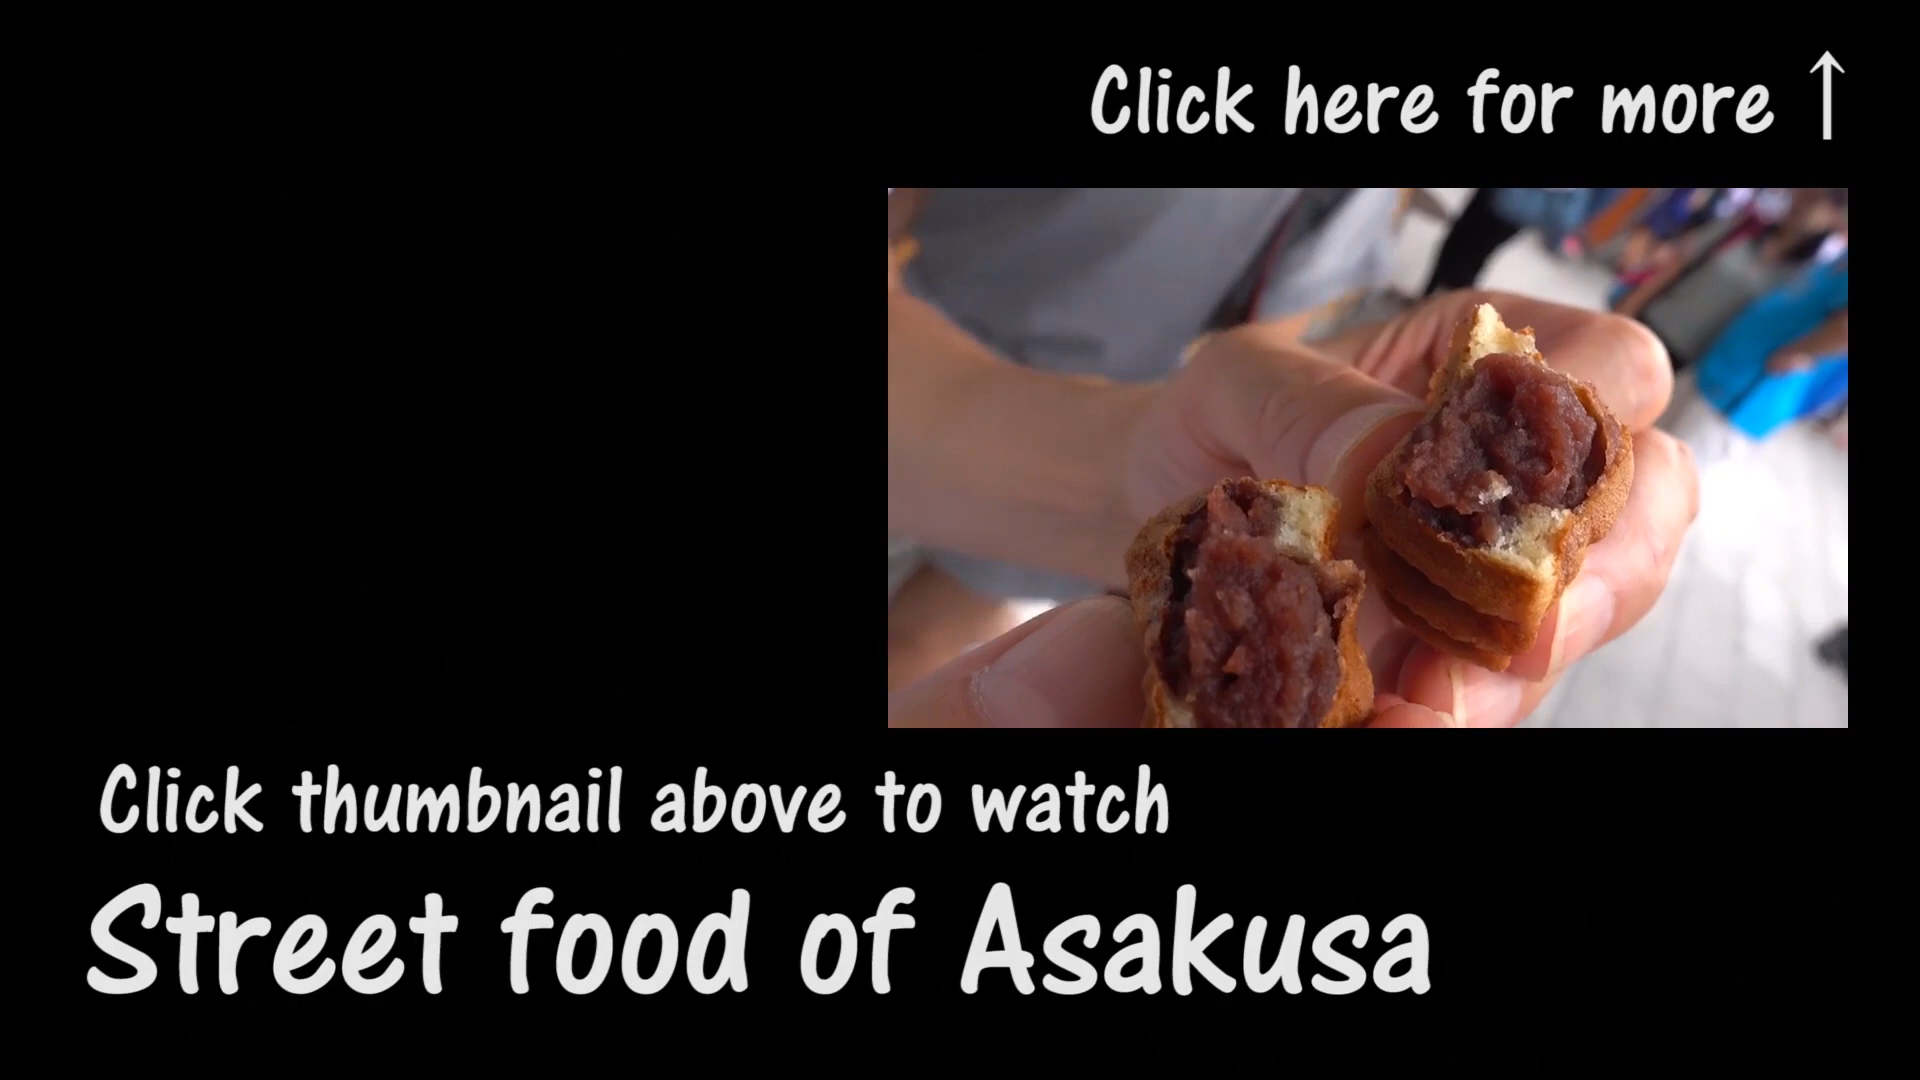 Click here for more ↑
Click thumbnail above to watch
Street food of Asakusa